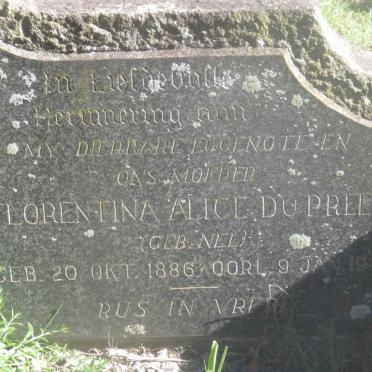 In Liefdevolle
Herinnering aan
MY DIERBARE EGGENOTE EN
ONS MOEDER
FLORENTINA ALICE DU PREE
(GEB. NEL)
GEB. 20 OKT. 1886 OORL. 9 JAN
RUS IN VREDE